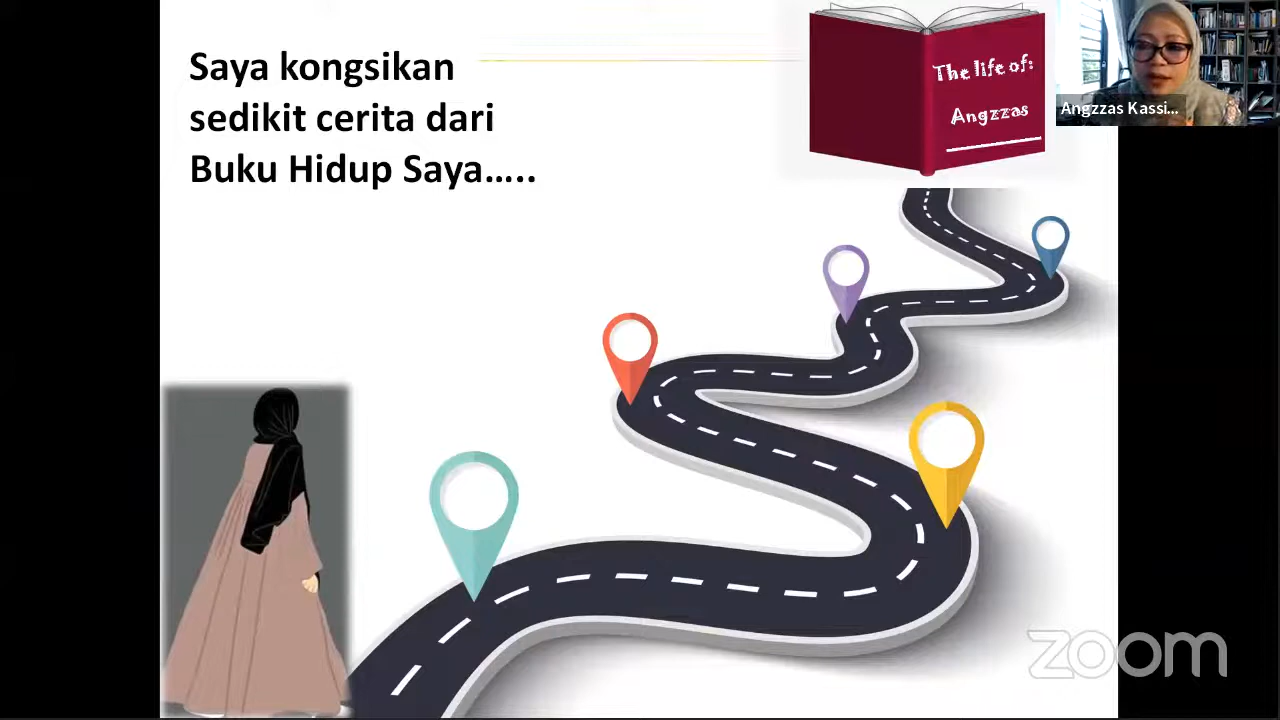 Saya kongsikan
sedikit cerita dari
Buku Hidup Saya…..
The life of:
Angzzas
Angzzas Kassi...
zoom